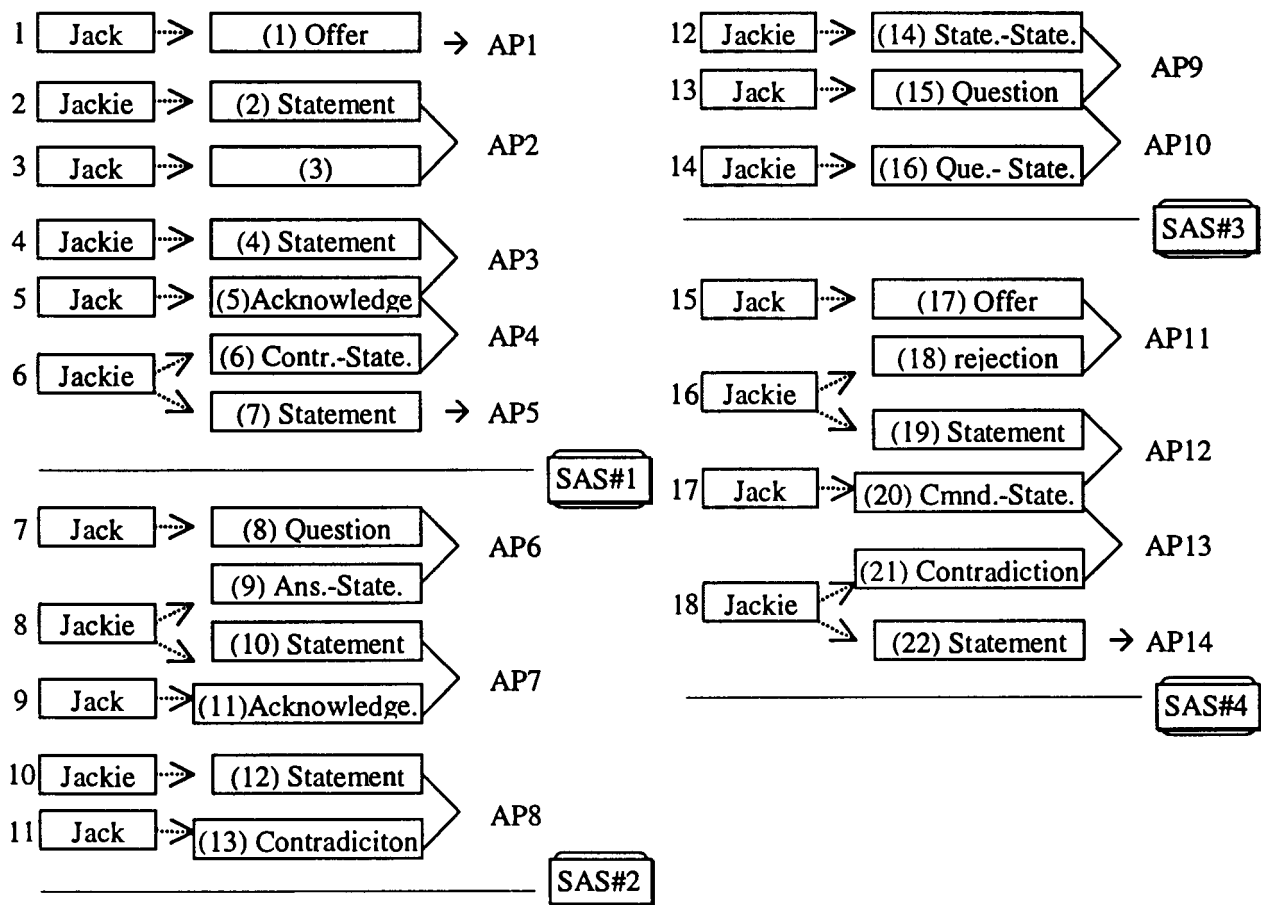 1 Jack (1) Offer AP1
2 Jackie (2) Statement
AP2
3 Jack (3)
4 Jackie (4) Statement
AP3
5 Jack (5)Acknowledge
AP4
(6) Contr.-State.
6 Jackie
(7) Statement AP5
SAS#1
7 Jack (8) Question
AP6
(9) Ans.-State.
8 Jackie
(10) Statement
AP7
9 Jack (11)Acknowledge.
10 Jackie (12) Statement
AP8
11 Jack (13) Contradiciton
SAS#2
12 Jackie (14) State.-State.
AP9
13 Jack (15) Question
AP10
14 Jackie (16) Que.- State.
SAS#3
15 Jack (17) Offer
AP11
(18) rejection
16 Jackie
(19) Statement
AP12
17 Jack (20) Cmnd.-State.
AP13
(21) Contradiction
18 Jackie
(22) Statement AP14
SAS#4